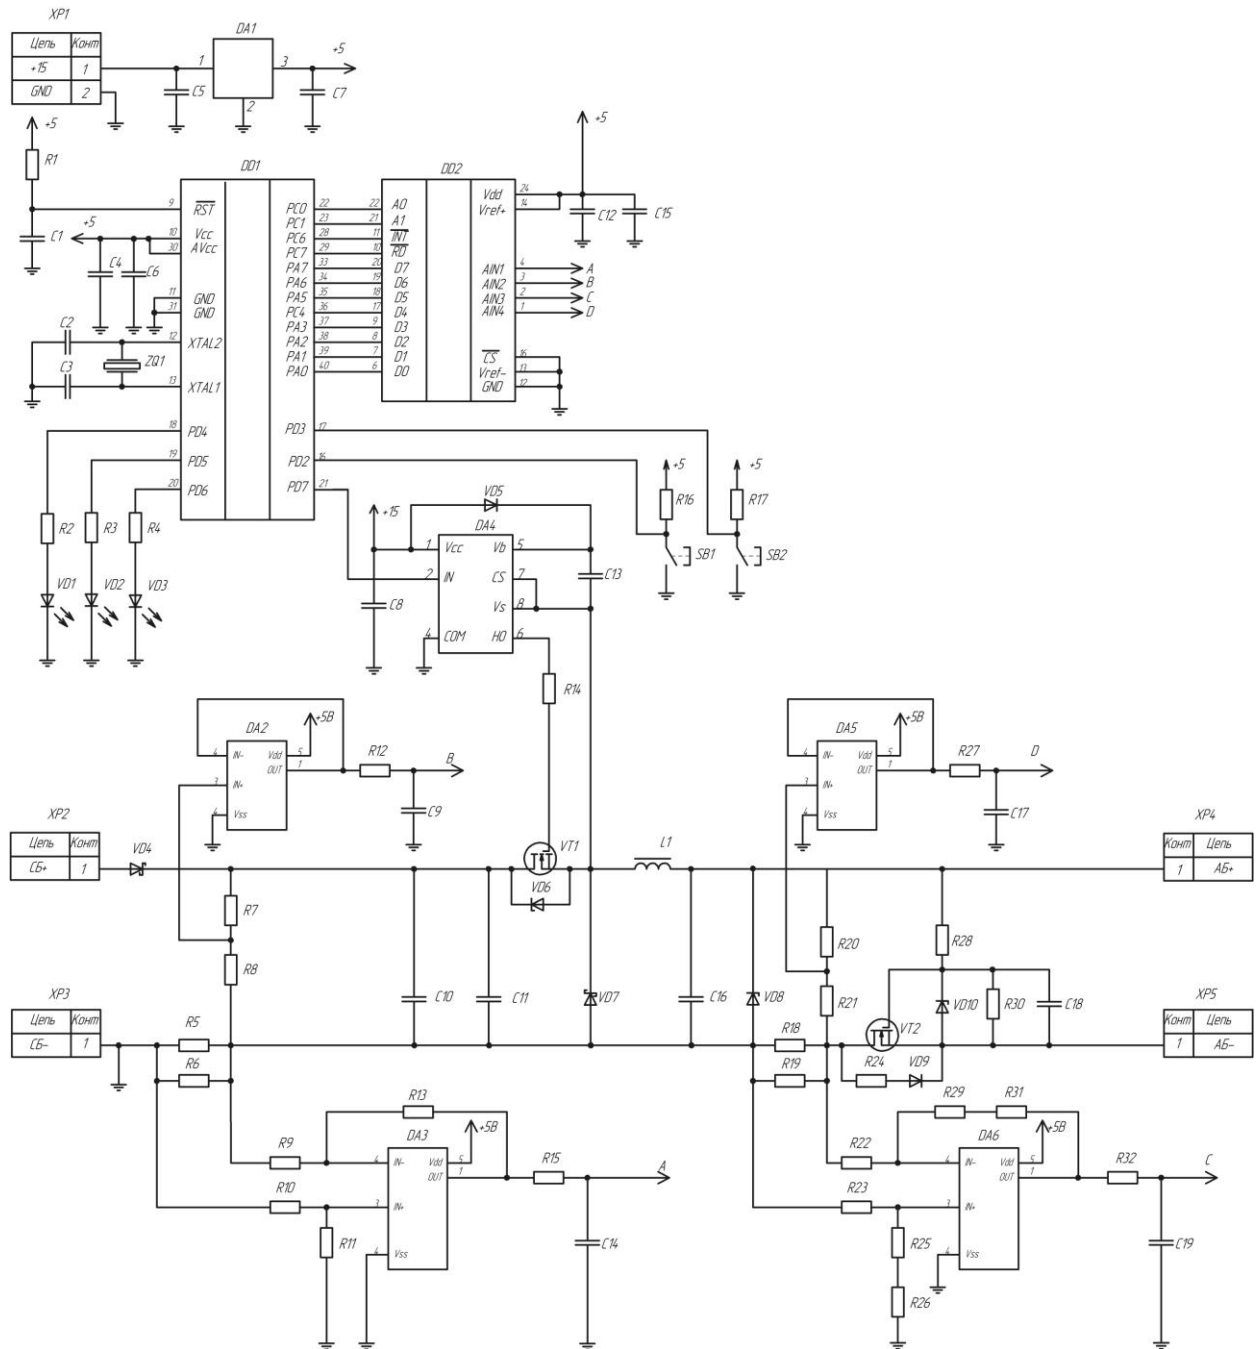 XP1
Цепь Конт
+15 1
GND 2
DA1
1 3 +5
C5 2 C7
+5
R1
DD1 DD2
+5
9 RST PC0 22 22 A0 Vdd 24
C1 PC1 23 21 A1 Vref+ 14 C12 C15
+5 10 Vcc PC6 28 11 INT
30 AVcc PC7 29 10 RD
C4 C6 PA7 33 20 D7 AIN1 4 A
PA6 34 19 D6 AIN2 3 B
11 GND PA5 35 18 D5 AIN3 2 C
31 GND PC4 36 17 D4 AIN4 1 D
C2 12 XTAL2 PA3 37 9 D3
ZQ1 PA2 38 8 D2
C3 PA1 39 7 D1 CS 16
13 XTAL1 PA0 40 6 D0 Vref- 13
GND 12
18 PD4 PD3 17
19 PD5 PD2 16
20 PD6 PD7 21
+5 +5
R2 R3 R4 R16 R17
VD5
+15 DA4
1 Vcc Vb 5 SB1 SB2
2 IN CS 7 C13
VD1 VD2 VD3
C8 Vs 8
4 COM HO 6
R14
DA2 +5В DA5 +5В
4 IN- Vdd 5 R12 B 4 IN- Vdd 5 R27 D
OUT 1 OUT 1
3 IN+ C9 3 IN+ C17
4 Vss 4 Vss
XP2 XP4
Цепь Конт VD4 VT1 L1 Конт Цепь
СБ+ 1 1 АБ+
R7 VD6
R20 R28
R8
C10 C11 VD7 C16 VD8 R21 VD10 R30 C18
XP3 XP5
Цепь Конт R5 R18 VT2 Конт Цепь
СБ- 1 1 АБ-
R6 R19 R24 VD9
R13 R29 R31
R9 DA3 +5В R22 DA6 +5В
4 IN- Vdd 5 R15 A 4 IN- Vdd 5 R32 C
OUT 1 OUT 1
R10 3 IN+ R23 3 IN+
R11 4 Vss C14 R25 4 Vss C19
R26